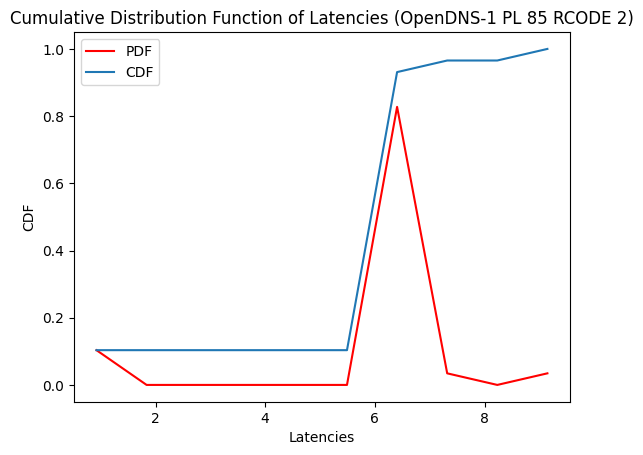 Cumulative Distribution Function of Latencies (OpenDNS-1 PL 85 RCODE 2)
PDF
CDF
1.0
0.8
0.6
0.4
0.2
0.0
CDF
2
4
6
8
Latencies